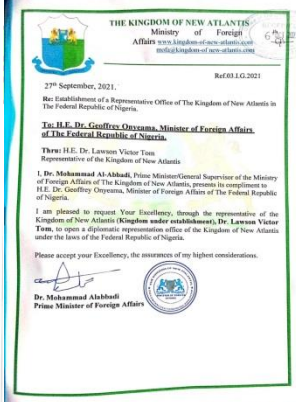 THE KINGDOM OF NEW ATLANTIS
Ministry of Foreign
Affairs www.kingdom-of-new-atlantis.com
mofa@kingdom-of-new-atlantis.com
Ref.03.I.G.2021
27th September, 2021.
Re: Establishment of a Representative Office of The Kingdom of New Atlantis in
The Federal Republic of Nigeria.
To: H.E. Dr. Geoffrey Onyeama, Minister of Foreign Affairs
of The Federal Republic of Nigeria.
Thru: H.E. Dr. Lawson Victor Tom
Representative of the Kingdom of New Atlantis
I, Dr. Mohammad Al-Abbadi, Prime Minister/General Supervisor of the Ministry
of Foreign Affairs of The Kingdom of New Atlantis, presents its compliment to
H.E. Dr. Geoffrey Onyeama, Minister of Foreign Affairs of The Federal Republic
of Nigeria.
I am pleased to request Your Excellency, through the representative of the
Kingdom of New Atlantis (Kingdom under establishment), Dr. Lawson Victor
Tom, to open a diplomatic representation office of the Kingdom of New Atlantis
under the laws of the Federal Republic of Nigeria.
Please accept your Excellency, the assurances of my highest considerations.
Dr. Mohammad Alabbadi
Prime Minister of Foreign Affairs